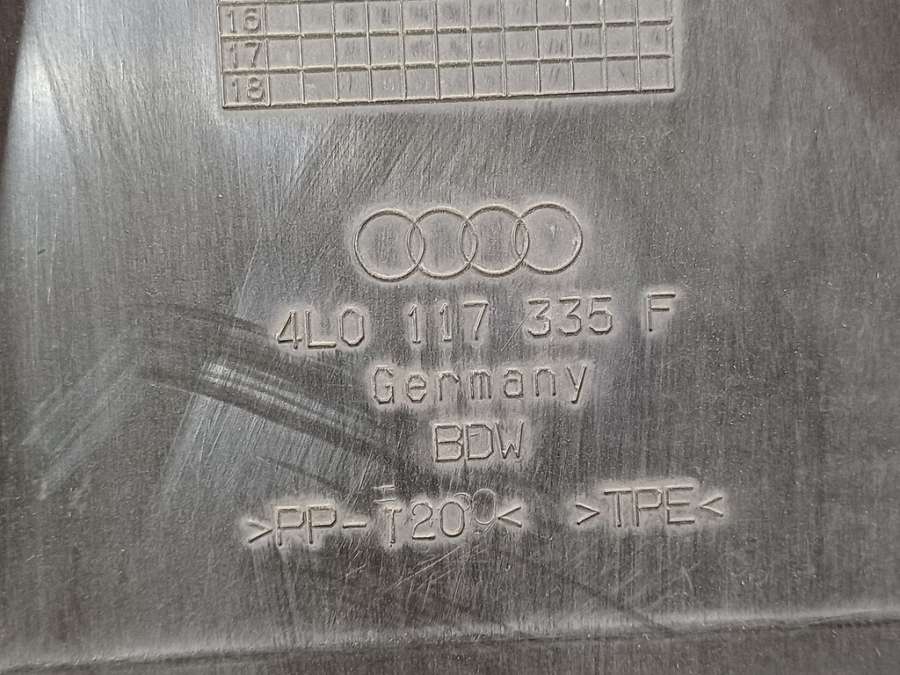 16
17
18
4L0 117 335 F
Germany
BDW
>PP-T20< >TPE<